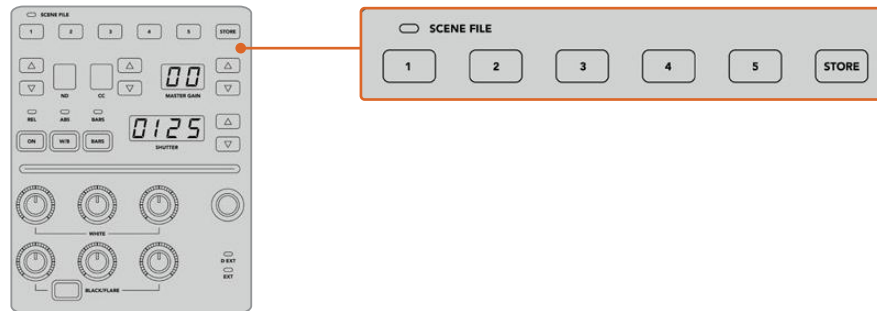 SCENE FILE
1 2 3 4 5 STORE
ND CC 00
MASTER GAIN
REL ABS BARS
ON W/B BARS 0125
SHUTTER
WHITE
D EXT
EXT
BLACK/FLARE
SCENE FILE
1 2 3 4 5 STORE